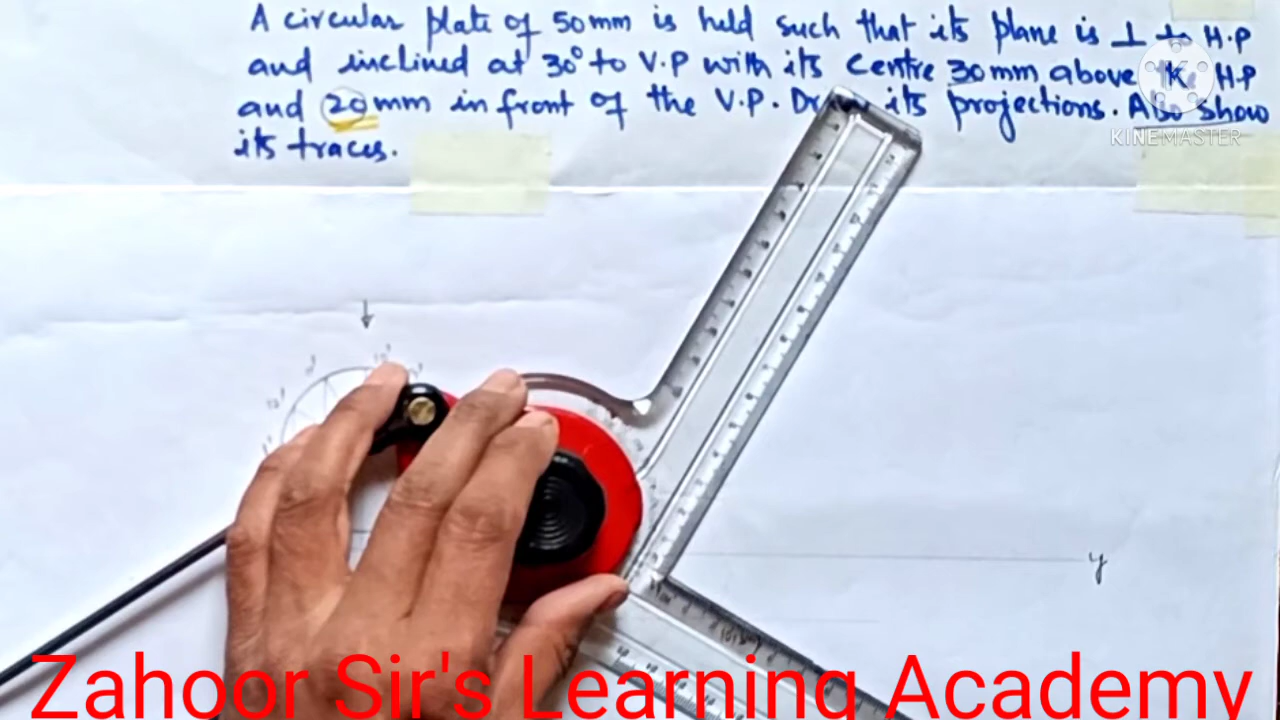 A circular plate of 50mm is held such that its plane is ⊥ to H.P
and inclined at 30° to V.P with its centre 30mm above H.P
and 20mm in front of the V.P. Draw its projections. Also show
its traces.
KINEMASTER
y
Zahoor Sir's Learning Academy